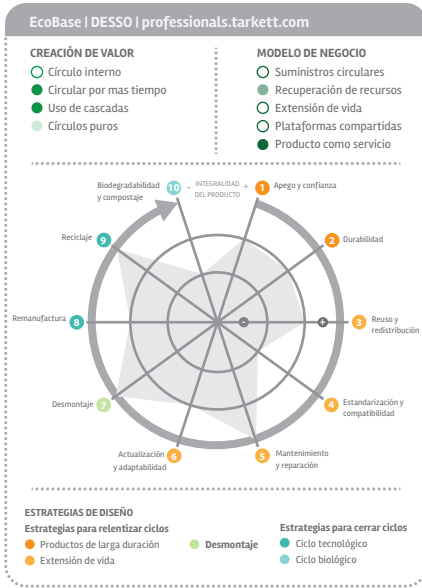 EcoBase | DESSO | professionals.tarkett.com
CREACIÓN DE VALOR
Círculo interno
Circular por mas tiempo
Uso de cascadas
Círculos puros
MODELO DE NEGOCIO
Suministros circulares
Recuperación de recursos
Extensión de vida
Plataformas compartidas
Producto como servicio
Biodegradabilidad
y compostaje
10
- INTEGRALIDAD +
DEL PRODUCTO
1 Apego y confianza
2 Durabilidad
3 Reuso y
redistribución
4 Estandarización y
compatibilidad
5 Mantenimiento
y reparación
6 Actualización
y adaptabilidad
7 Desmontaje
8 Remanufactura
9 Reciclaje
- +
ESTRATEGIAS DE DISEÑO
Estrategias para relentizar ciclos
Productos de larga duración
Extensión de vida
Desmontaje
Estrategias para cerrar ciclos
Ciclo tecnológico
Ciclo biológico